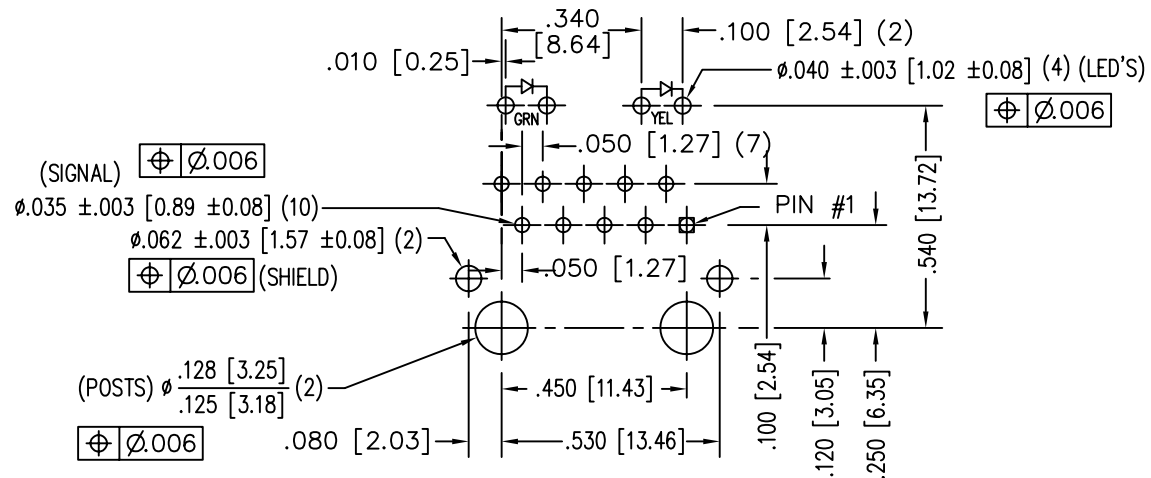 .340
[8.64]
.100 [2.54] (2)
.010 [0.25]
ø.040 ±.003 [1.02 ±0.08] (4) (LED'S)
GRN
YEL
⌖ Ø.006
.050 [1.27] (7)
⌖ Ø.006
(SIGNAL)
ø.035 ±.003 [0.89 ±0.08] (10)
PIN #1
.540 [13.72]
ø.062 ±.003 [1.57 ±0.08] (2)
⌖ Ø.006 (SHIELD)
.050 [1.27]
(POSTS) ø .128 [3.25]
.125 [3.18] (2)
⌖ Ø.006
.450 [11.43]
.080 [2.03]
.530 [13.46]
.100 [2.54]
.120 [3.05]
.250 [6.35]